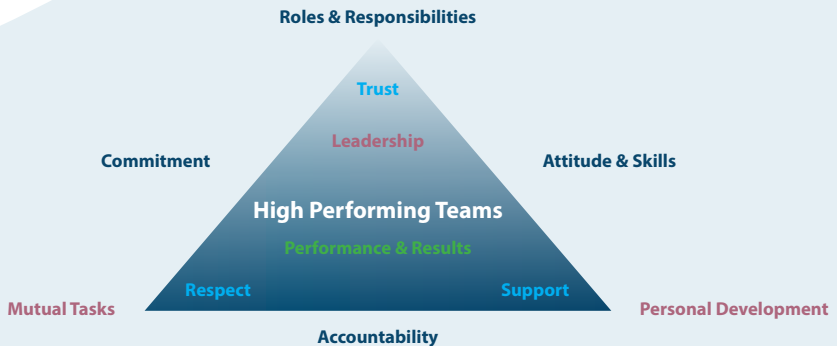 Roles & Responsibilities
Trust
Leadership
Commitment
Attitude & Skills
High Performing Teams
Performance & Results
Respect
Support
Mutual Tasks
Personal Development
Accountability